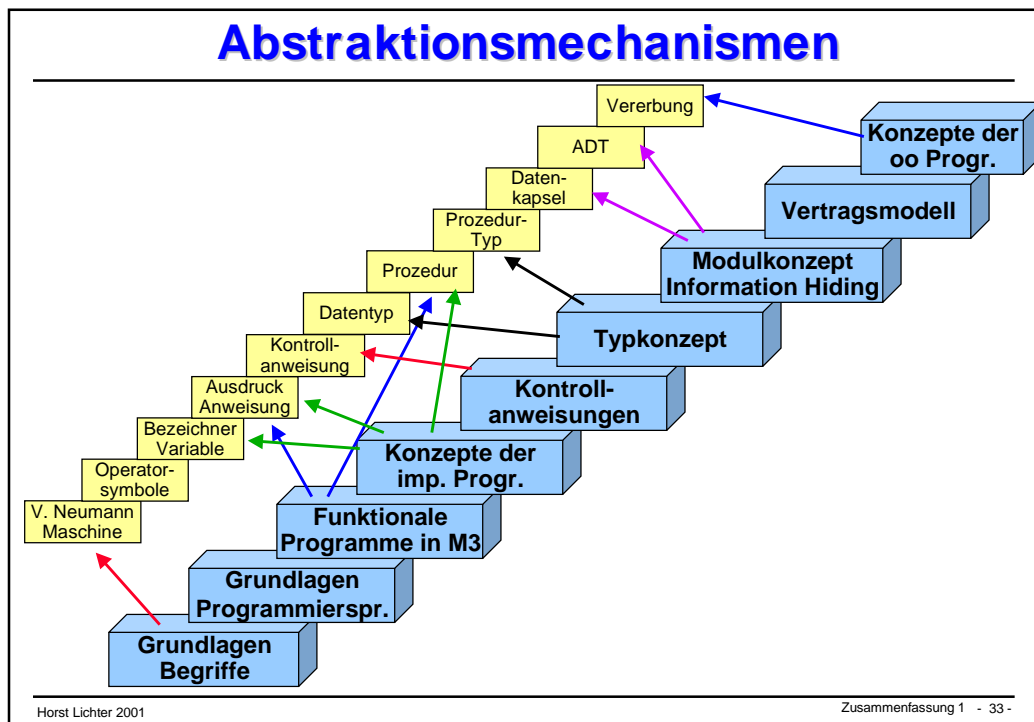 Abstraktionsmechanismen
Vererbung
ADT
Daten-
kapsel
Prozedur-
Typ
Prozedur
Datentyp
Kontroll-
anweisung
Ausdruck
Anweisung
Bezeichner
Variable
Operator-
symbole
V. Neumann
Maschine
Konzepte der
oo Progr.
Vertragsmodell
Modulkonzept
Information Hiding
Typkonzept
Kontroll-
anweisungen
Konzepte der
imp. Progr.
Funktionale
Programme in M3
Grundlagen
Programmierspr.
Grundlagen
Begriffe
Horst Lichter 2001
Zusammenfassung 1 - 33 -